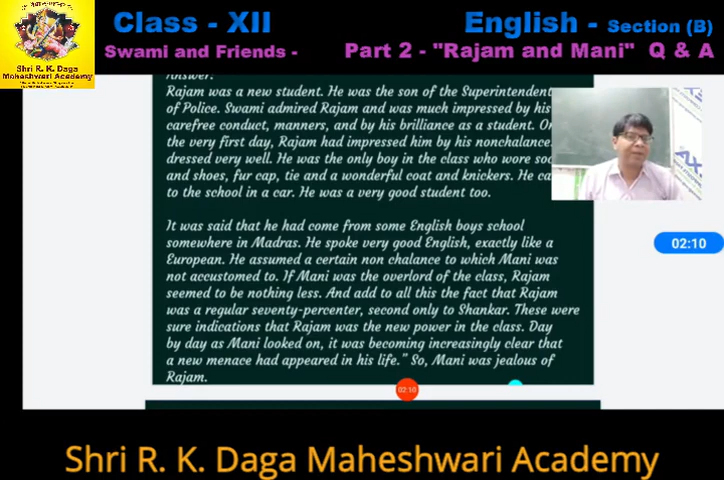 Class - XII
English - Section (B)
Swami and Friends - Part 2 - "Rajam and Mani" Q & A
Shri R. K. Daga
Maheshwari Academy
Answer:
Rajam was a new student. He was the son of the Superintendent
of Police. Swami admired Rajam and was much impressed by his
carefree conduct, manners, and by his brilliance as a student.
the very first day, Rajam had impressed him by his nonchalance
dressed very well. He was the only boy in the class who wore
and shoes, fur cap, tie and a wonderful coat and knickers. He
to the school in a car. He was a very good student too.
It was said that he had come from some English boys school
somewhere in Madras. He spoke very good English, exactly like a
European. He assumed a certain non chalance to which Mani was
not accustomed to. If Mani was the overlord of the class, Rajam
seemed to be nothing less. And add to all this the fact that Rajam
was a regular seventy-percenter, second only to Shankar. These were
sure indications that Rajam was the new power in the class. Day
by day as Mani looked on, it was becoming increasingly clear that
a new menace had appeared in his life." So, Mani was jealous of
Rajam.
02:10
02:10
Shri R. K. Daga Maheshwari Academy